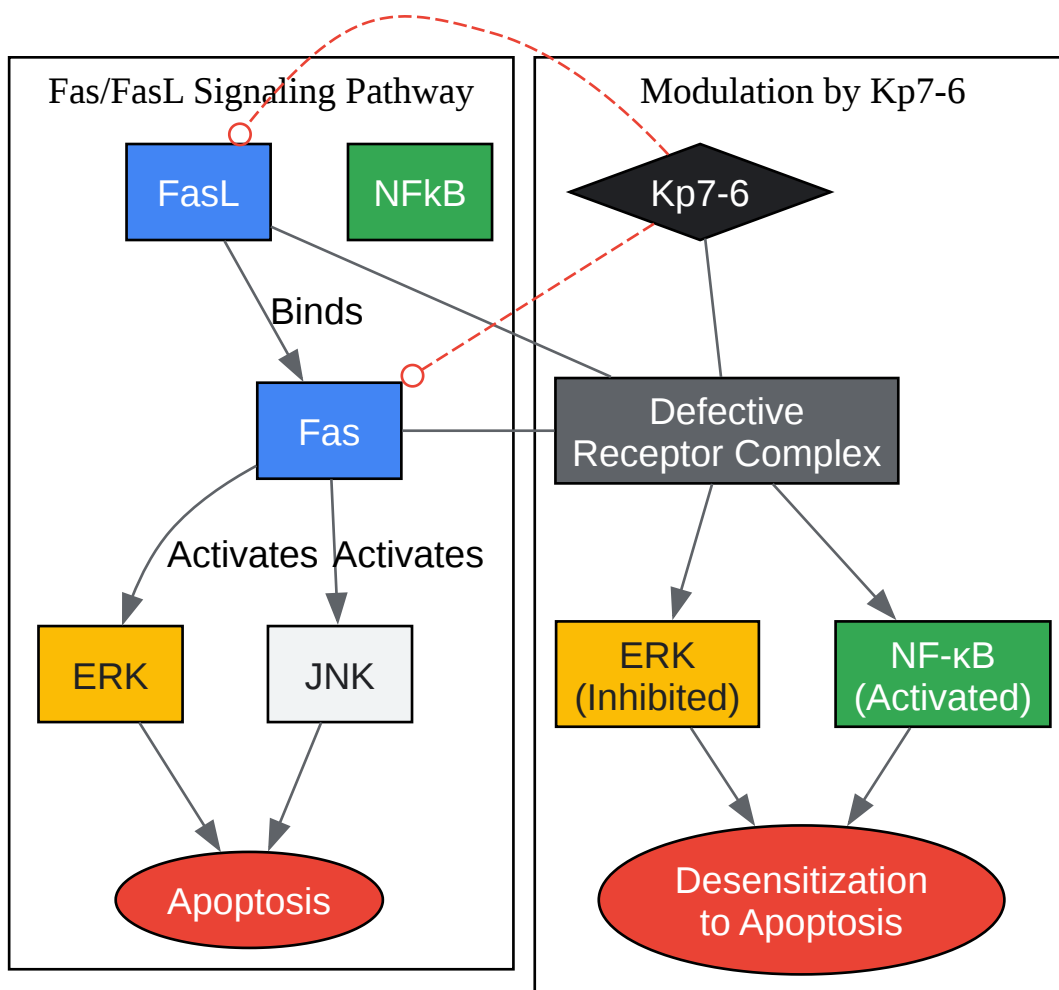 Fas/FasL Signaling Pathway
FasL
NFkB
Binds
Fas
Activates
Activates
ERK
JNK
Apoptosis
Modulation by Kp7-6
Kp7-6
Defective
Receptor Complex
ERK
(Inhibited)
NF-κB
(Activated)
Desensitization
to Apoptosis